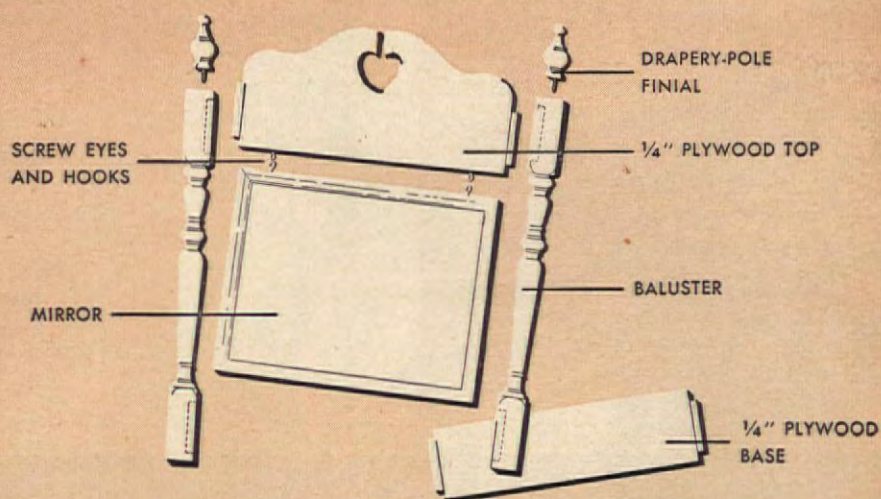 DRAPERY-POLE
FINIAL
SCREW EYES
AND HOOKS
1/4" PLYWOOD TOP
MIRROR
BALUSTER
1/4" PLYWOOD
BASE